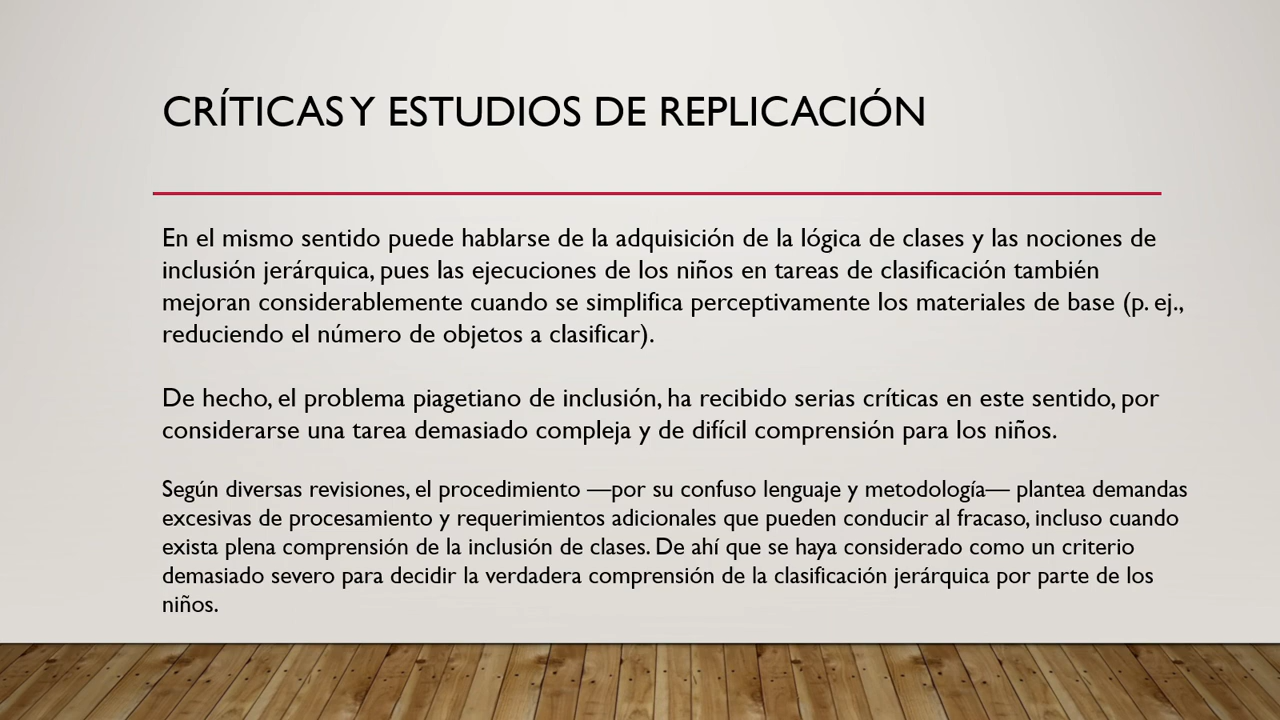 CRÍTICAS Y ESTUDIOS DE REPLICACIÓN
En el mismo sentido puede hablarse de la adquisición de la lógica de clases y las nociones de
inclusión jerárquica, pues las ejecuciones de los niños en tareas de clasificación también
mejoran considerablemente cuando se simplifica perceptivamente los materiales de base (p. ej.,
reduciendo el número de objetos a clasificar).
De hecho, el problema piagetiano de inclusión, ha recibido serias críticas en este sentido, por
considerarse una tarea demasiado compleja y de difícil comprensión para los niños.
Según diversas revisiones, el procedimiento —por su confuso lenguaje y metodología— plantea demandas
excesivas de procesamiento y requerimientos adicionales que pueden conducir al fracaso, incluso cuando
exista plena comprensión de la inclusión de clases. De ahí que se haya considerado como un criterio
demasiado severo para decidir la verdadera comprensión de la clasificación jerárquica por parte de los
niños.